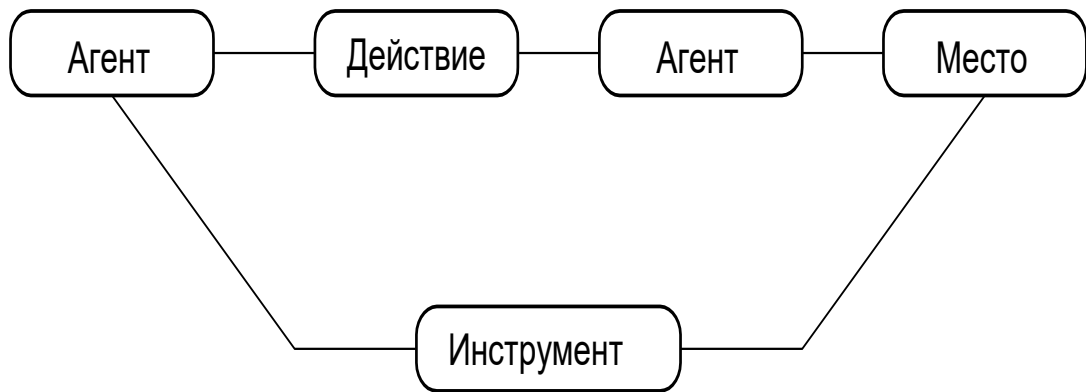 Агент
Действие
Агент
Место
Инструмент